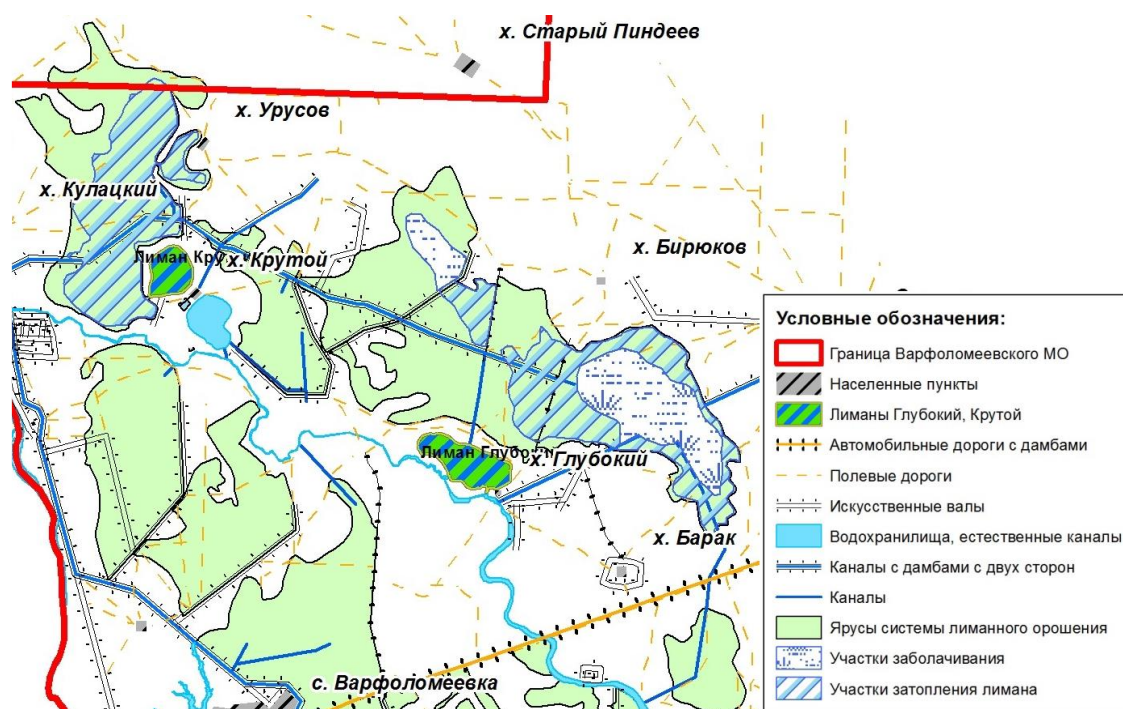 х. Старый Пиндеев
х. Урусов
х. Кулацкий
х. Бирюков
Лиман
х. Крутой
Условные обозначения:
Граница Варфоломеевского МО
Населенные пункты
Лиманы Глубокий, Крутой
Автомобильные дороги с дамбами
Полевые дороги
Искусственные валы
Водохранилища, естественные каналы
Каналы с дамбами с двух сторон
Каналы
Ярусы системы лиманного орошения
Участки заболачивания
Участки затопления лимана
Лиман
х. Глубокий
х. Барак
с. Варфоломеевка